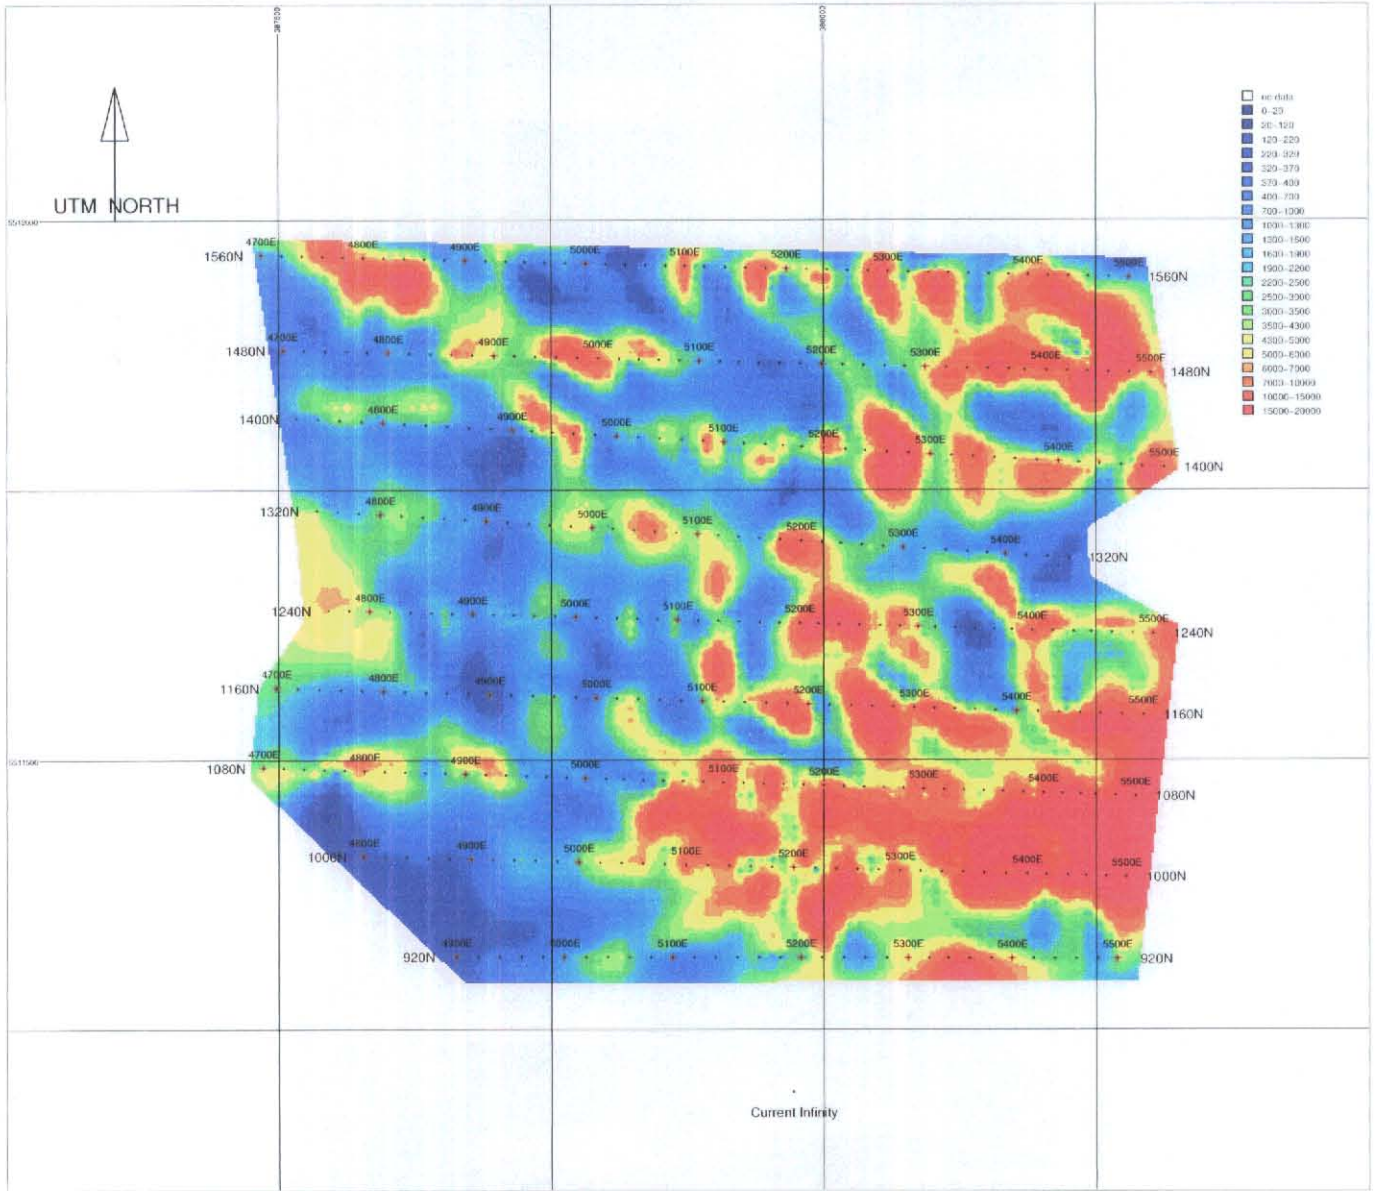 UTM NORTH
no data
0-20
20-120
120-220
220-320
320-370
370-400
400-700
700-1000
1000-1300
1300-1600
1600-1900
1900-2200
2200-2500
2500-3000
3000-3500
3500-4300
4300-5000
5000-6000
6000-7000
7000-10000
10000-15000
15000-20000
1560N 4700E 4800E 4900E 5000E 5100E 5200E 5300E 5400E 5500E 1560N
1480N 4700E 4800E 4900E 5000E 5100E 5200E 5300E 5400E 5500E 1480N
1400N 4800E 4900E 5000E 5100E 5200E 5300E 5400E 5500E 1400N
1320N 4800E 4900E 5000E 5100E 5200E 5300E 5400E 1320N
1240N 4800E 4900E 5000E 5100E 5200E 5300E 5400E 5500E 1240N
1160N 4700E 4800E 4900E 5000E 5100E 5200E 5300E 5400E 5500E 1160N
1080N 4700E 4800E 4900E 5000E 5100E 5200E 5300E 5400E 5500E 1080N
1000N 4800E 4900E 5000E 5100E 5200E 5300E 5400E 5500E 1000N
920N 4900E 5000E 5100E 5200E 5300E 5400E 5500E 920N
Current Infinity